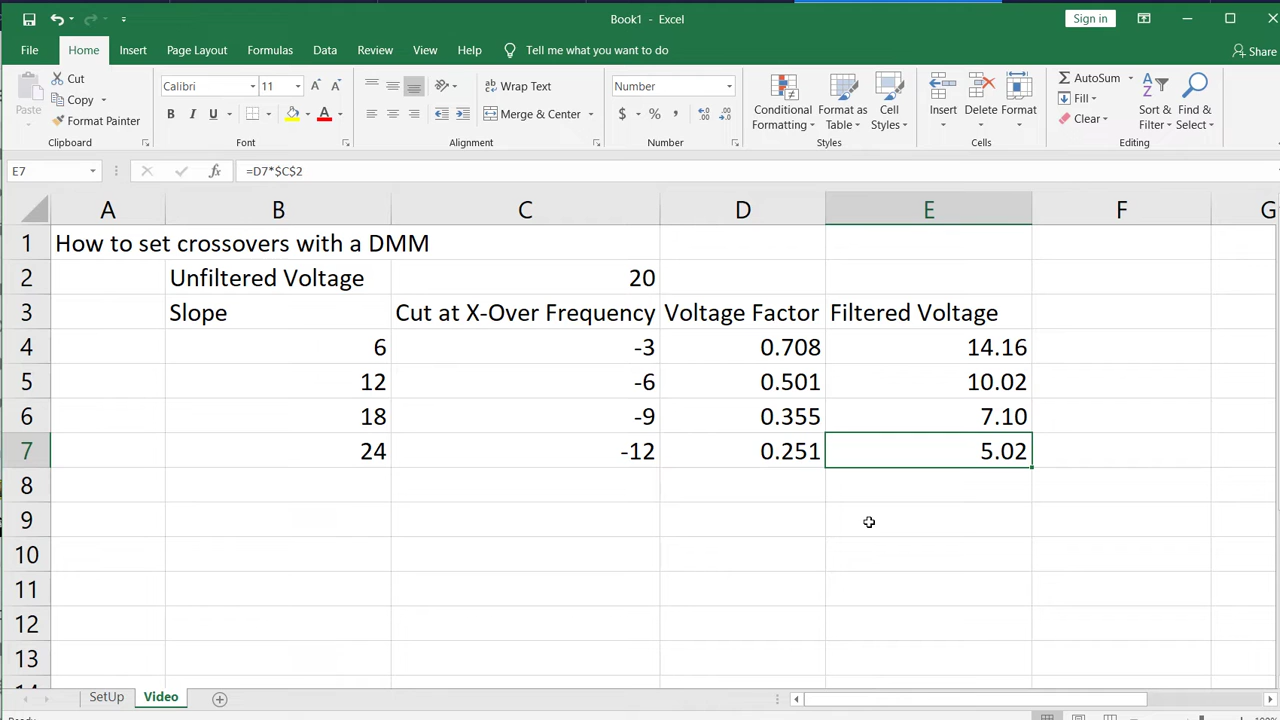 Book1 - Excel
Sign in
File Home Insert Page Layout Formulas Data Review View Help Tell me what you want to do Share
Paste
Cut
Copy
Format Painter
Clipboard
Calibri 11
B I U
Font
Wrap Text
Merge & Center
Alignment
Number
$ % ,
Number
Conditional Formatting
Format as Table
Cell Styles
Styles
Insert Delete Format
Cells
AutoSum
Fill
Clear
Sort & Filter
Find & Select
Editing
E7 fx =D7*$C$2
A B C D E F G
1 How to set crossovers with a DMM
2 Unfiltered Voltage 20
3 Slope Cut at X-Over Frequency Voltage Factor Filtered Voltage
4 6 -3 0.708 14.16
5 12 -6 0.501 10.02
6 18 -9 0.355 7.10
7 24 -12 0.251 5.02
8
9
10
11
12
13
SetUp Video